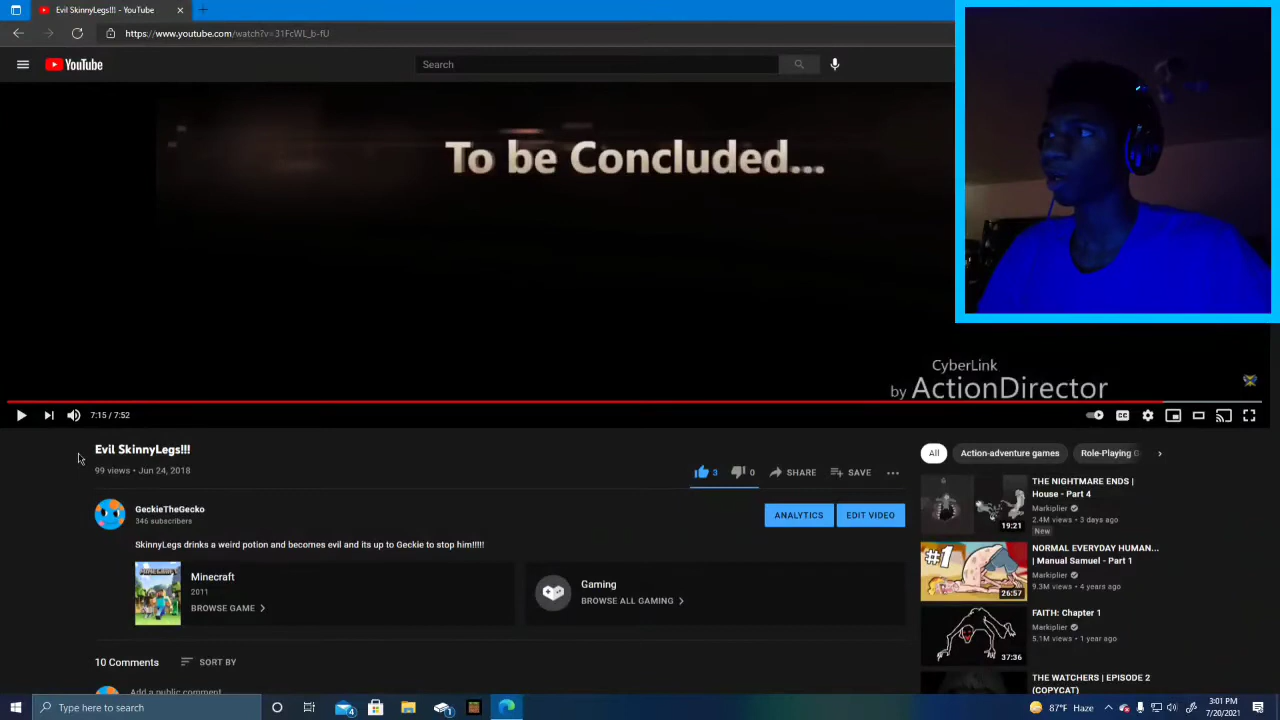 Evil SkinnyLegs!!! - YouTube
https://www.youtube.com/watch?v=31FcWL_b-fU
YouTube
Search
To be Concluded...
CyberLink
by ActionDirector
7:15 / 7:52
Evil SkinnyLegs!!!
99 views • Jun 24, 2018
3
0
SHARE
SAVE
GeckieTheGecko
346 subscribers
ANALYTICS
EDIT VIDEO
SkinnyLegs drinks a weird potion and becomes evil and its up to Geckie to stop him!!!!!
Minecraft
2011
BROWSE GAME
Gaming
BROWSE ALL GAMING
10 Comments
SORT BY
Add a public comment
All
Action-adventure games
Role-Playing G
THE NIGHTMARE ENDS |
House - Part 4
Markiplier
2.4M views • 3 days ago
New
19:21
NORMAL EVERYDAY HUMAN...
| Manual Samuel - Part 1
Markiplier
9.3M views • 4 years ago
#1
26:57
FAITH: Chapter 1
Markiplier
5.1M views • 1 year ago
37:36
THE WATCHERS | EPISODE 2
(COPYCAT)
Type here to search
4
1
87°F Haze
3:01 PM
7/20/2021